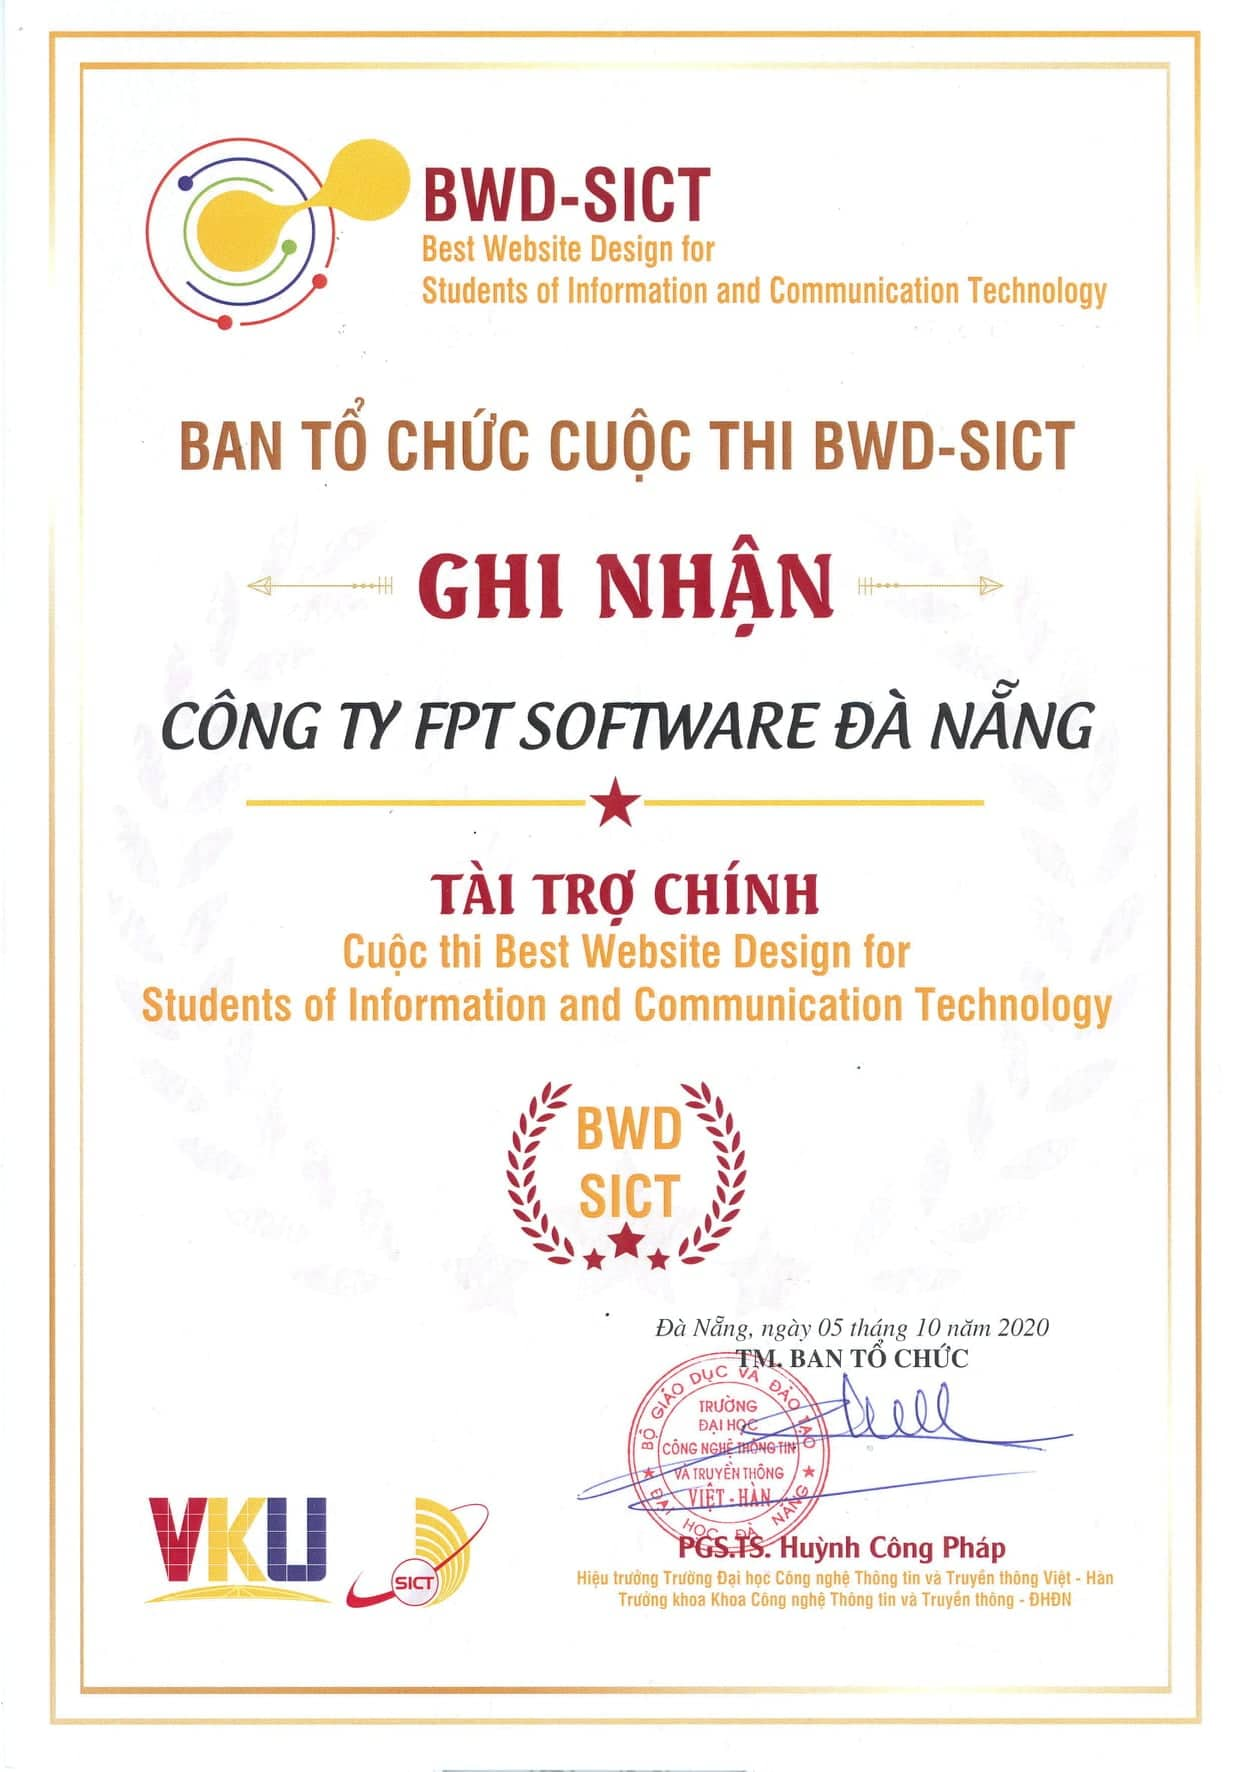 BWD-SICT
Best Website Design for
Students of Information and Communication Technology
BAN TỔ CHỨC CUỘC THI BWD-SICT
GHI NHẬN
CÔNG TY FPT SOFTWARE ĐÀ NẴNG
TÀI TRỢ CHÍNH
Cuộc thi Best Website Design for
Students of Information and Communication Technology
BWD
SICT
Đà Nẵng, ngày 05 tháng 10 năm 2020
TM. BAN TỔ CHỨC
BỘ GIÁO DỤC VÀ ĐÀO TẠO
TRƯỜNG
ĐẠI HỌC
CÔNG NGHỆ THÔNG TIN
VÀ TRUYỀN THÔNG
VIỆT - HÀN
ĐẠI HỌC ĐÀ NẴNG
PGS.TS. Huỳnh Công Pháp
Hiệu trưởng Trường Đại học Công nghệ Thông tin và Truyền thông Việt - Hàn
Trưởng khoa Khoa Công nghệ Thông tin và Truyền thông - ĐHĐN
VKU
SICT